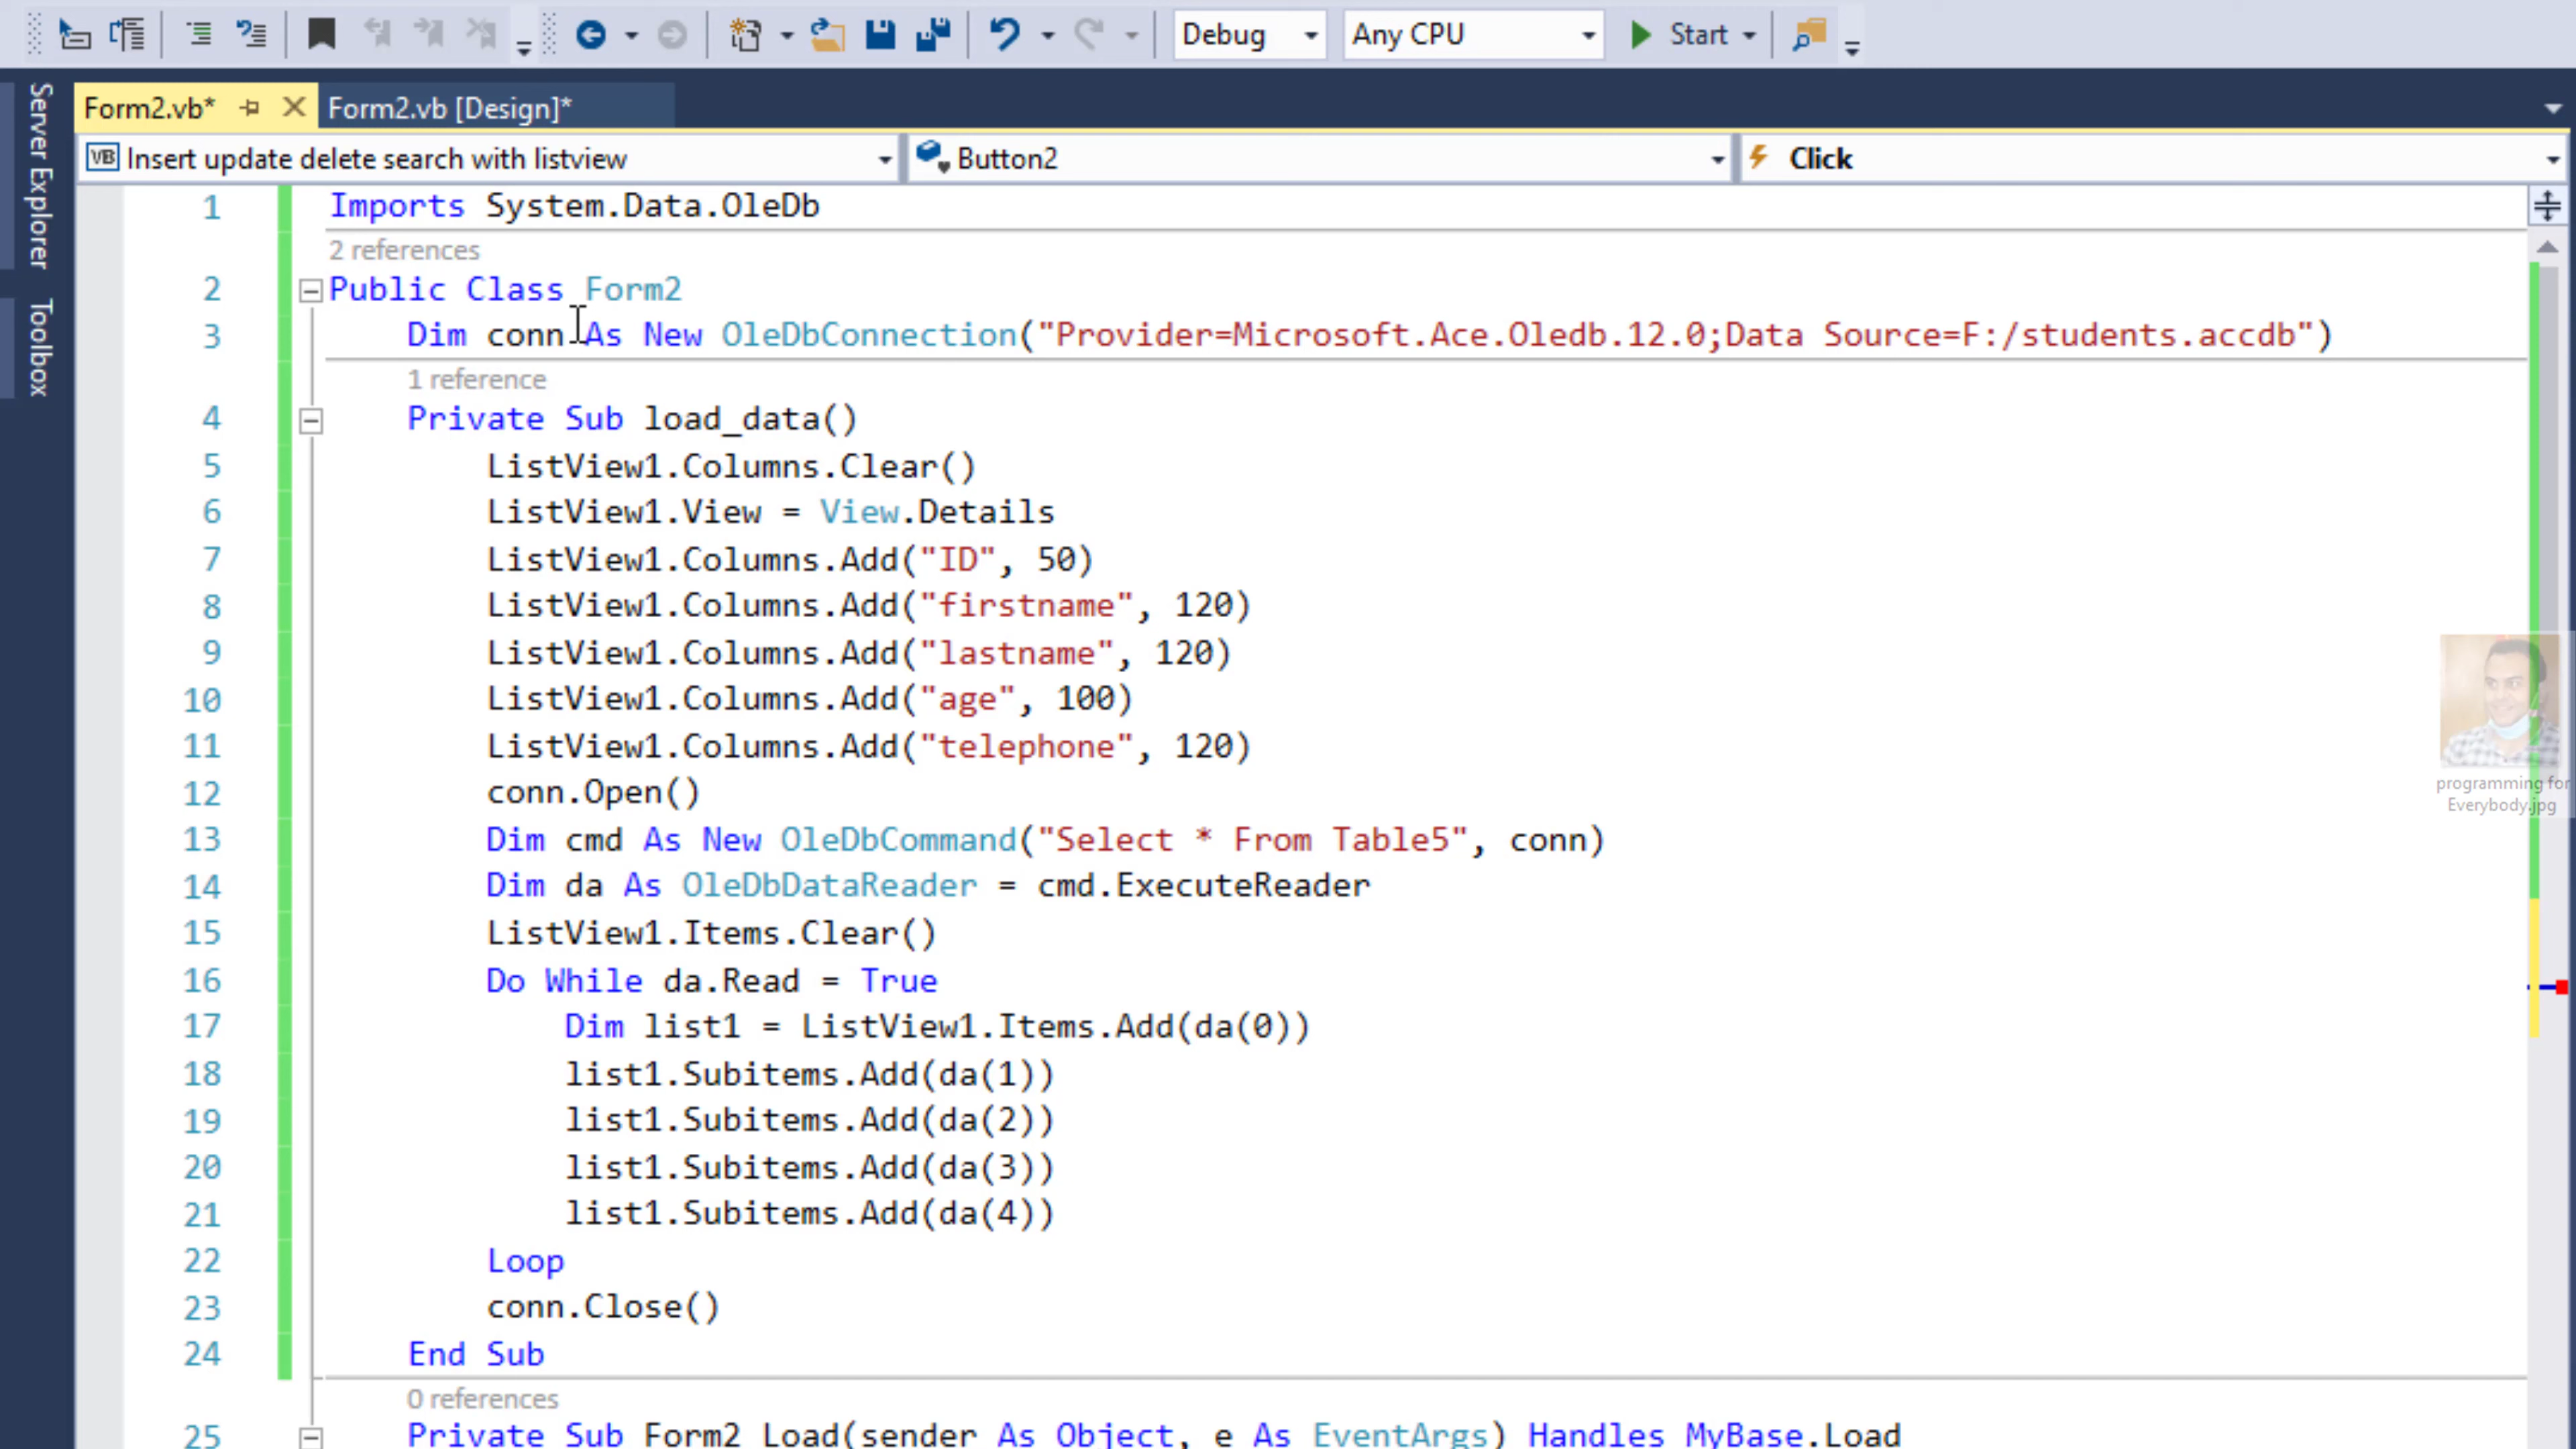 Debug Any CPU Start
Server Explorer
Toolbox
Form2.vb* Form2.vb [Design]*
VB Insert update delete search with listview Button2 Click
1 Imports System.Data.OleDb
2 references
2 Public Class Form2
3 Dim conn As New OleDbConnection("Provider=Microsoft.Ace.Oledb.12.0;Data Source=F:/students.accdb")
1 reference
4 Private Sub load_data()
5 ListView1.Columns.Clear()
6 ListView1.View = View.Details
7 ListView1.Columns.Add("ID", 50)
8 ListView1.Columns.Add("firstname", 120)
9 ListView1.Columns.Add("lastname", 120)
10 ListView1.Columns.Add("age", 100)
11 ListView1.Columns.Add("telephone", 120)
12 conn.Open()
13 Dim cmd As New OleDbCommand("Select * From Table5", conn)
14 Dim da As OleDbDataReader = cmd.ExecuteReader
15 ListView1.Items.Clear()
16 Do While da.Read = True
17 Dim list1 = ListView1.Items.Add(da(0))
18 list1.Subitems.Add(da(1))
19 list1.Subitems.Add(da(2))
20 list1.Subitems.Add(da(3))
21 list1.Subitems.Add(da(4))
22 Loop
23 conn.Close()
24 End Sub
0 references
25 Private Sub Form2_Load(sender As Object, e As EventArgs) Handles MyBase.Load
programming for
Everybody.jpg